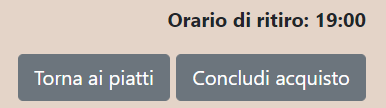 Orario di ritiro: 19:00
Torna ai piatti Concludi acquisto